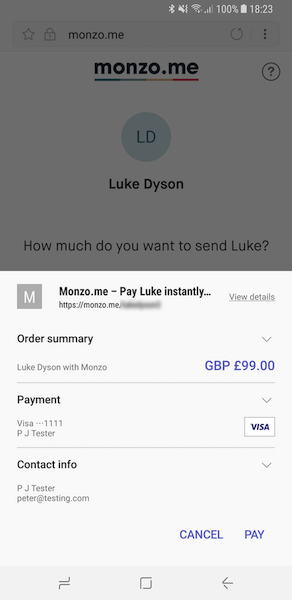 100% 18:23
monzo.me
monzo.me
?
LD
Luke Dyson
How much do you want to send Luke?
M
Monzo.me – Pay Luke instantly...
https://monzo.me/
View details
Order summary
Luke Dyson with Monzo
GBP £99.00
Payment
Visa ···1111
P J Tester
VISA
Contact info
P J Tester
peter@testing.com
CANCEL PAY